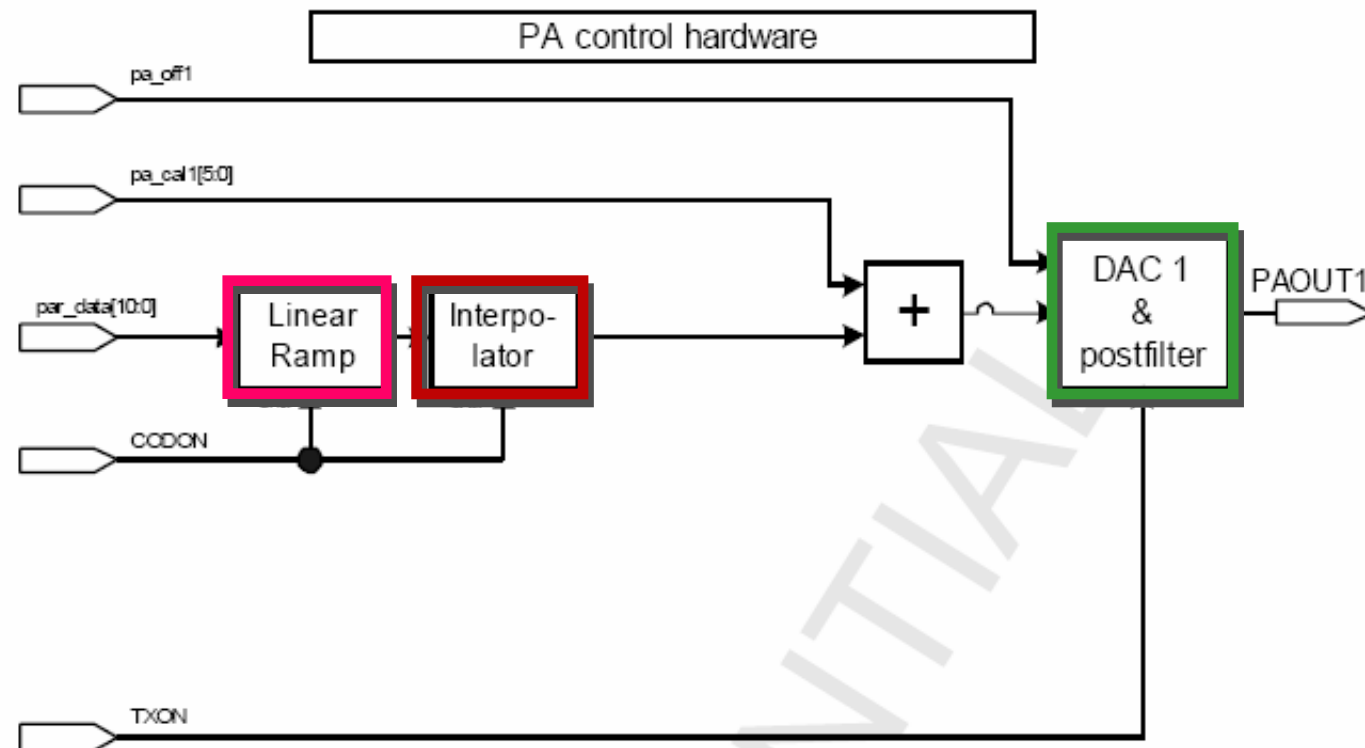 PA control hardware
pa_off1
pa_cal1[5:0]
par_data[10:0]
Linear
Ramp
Interpo-
lator
+
DAC 1
&
postfilter
PAOUT1
CODON
TXON
NTIAL